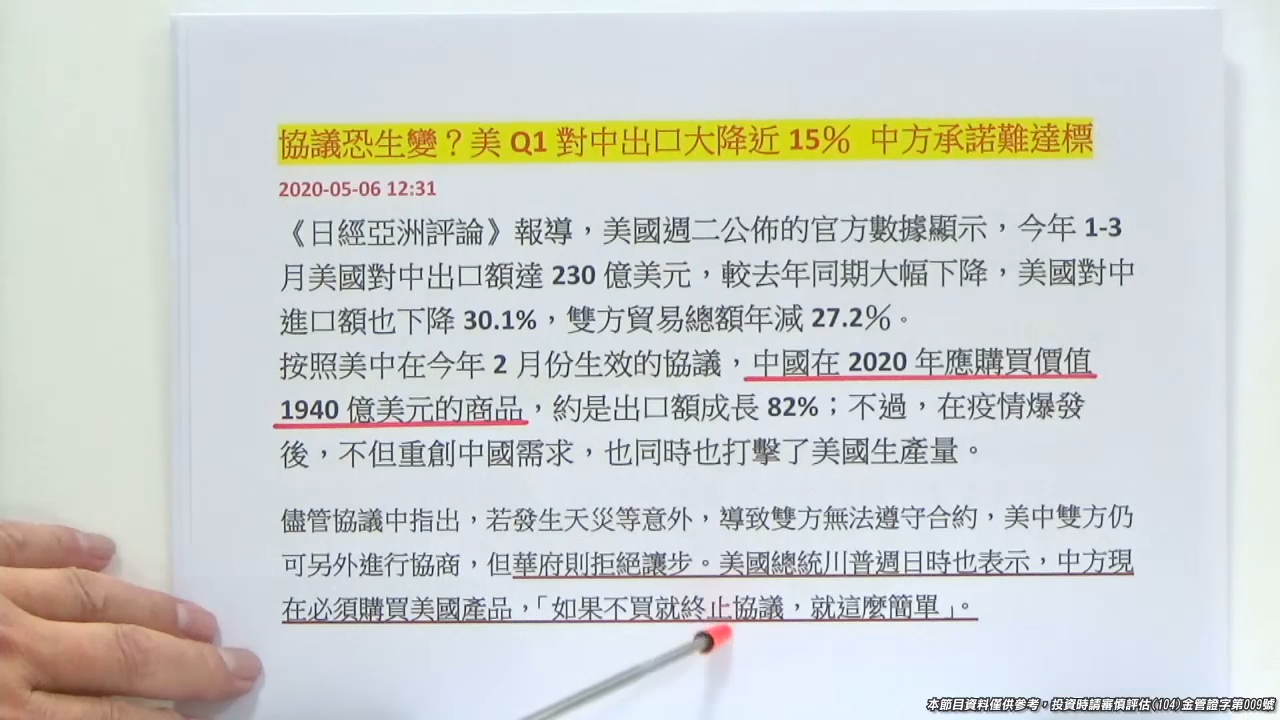 協議恐生變？美 Q1 對中出口大降近 15％ 中方承諾難達標
2020-05-06 12:31
《日經亞洲評論》報導，美國週二公佈的官方數據顯示，今年 1-3
月美國對中出口額達 230 億美元，較去年同期大幅下降，美國對中
進口額也下降 30.1%，雙方貿易總額年減 27.2％。
按照美中在今年 2 月份生效的協議，中國在 2020 年應購買價值
1940 億美元的商品，約是出口額成長 82%；不過，在疫情爆發
後，不但重創中國需求，也同時也打擊了美國生產量。
儘管協議中指出，若發生天災等意外，導致雙方無法遵守合約，美中雙方仍
可另外進行協商，但華府則拒絕讓步。美國總統川普週日時也表示，中方現
在必須購買美國產品，「如果不買就終止協議，就這麼簡單」。
本節目資料僅供參考，投資時請審慎評估(104)金管證字第009號